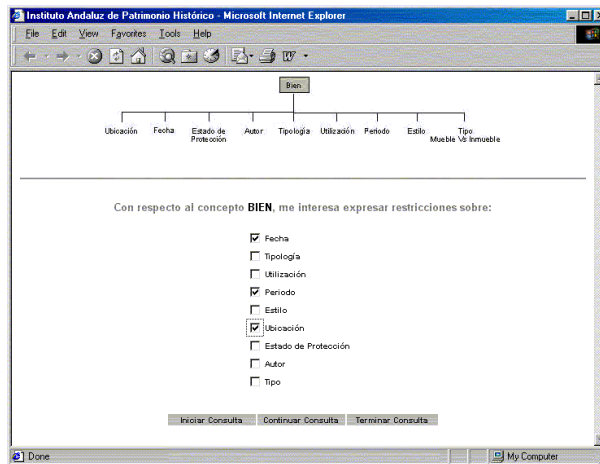 Instituto Andaluz de Patrimonio Histórico - Microsoft Internet Explorer
File Edit View Favorites Tools Help
Bien
Ubicación Fecha Estado de Protección Autor Tipología Utilización Periodo Estilo Tipo Mueble Vs Inmueble
Con respecto al concepto BIEN, me interesa expresar restricciones sobre:
Fecha
Tipología
Utilización
Periodo
Estilo
Ubicación
Estado de Protección
Autor
Tipo
Iniciar Consulta Continuar Consulta Terminar Consulta
Done My Computer